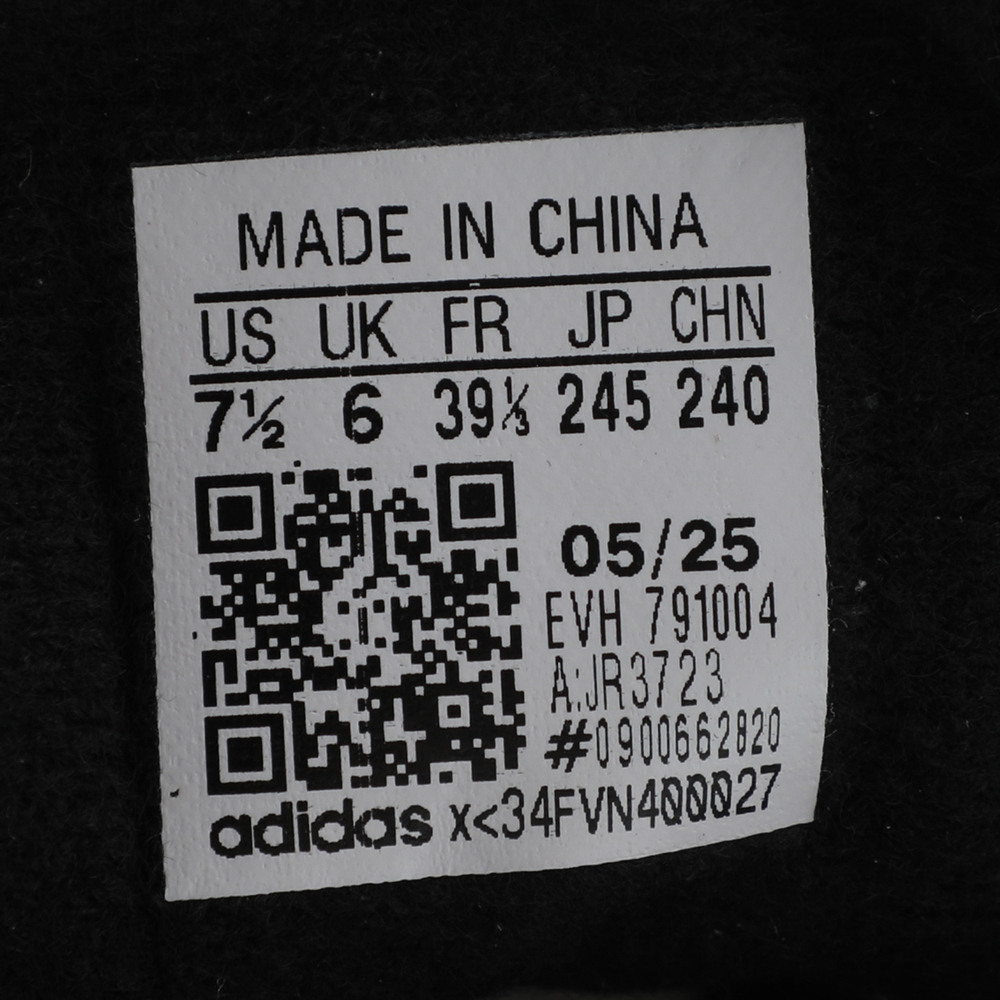 MADE IN CHINA
US UK FR JP CHN
7½ 6 39⅓ 245 240
05/25
EVH 791004
A:JR3723
#0900662820
adidas X<34FVN400027